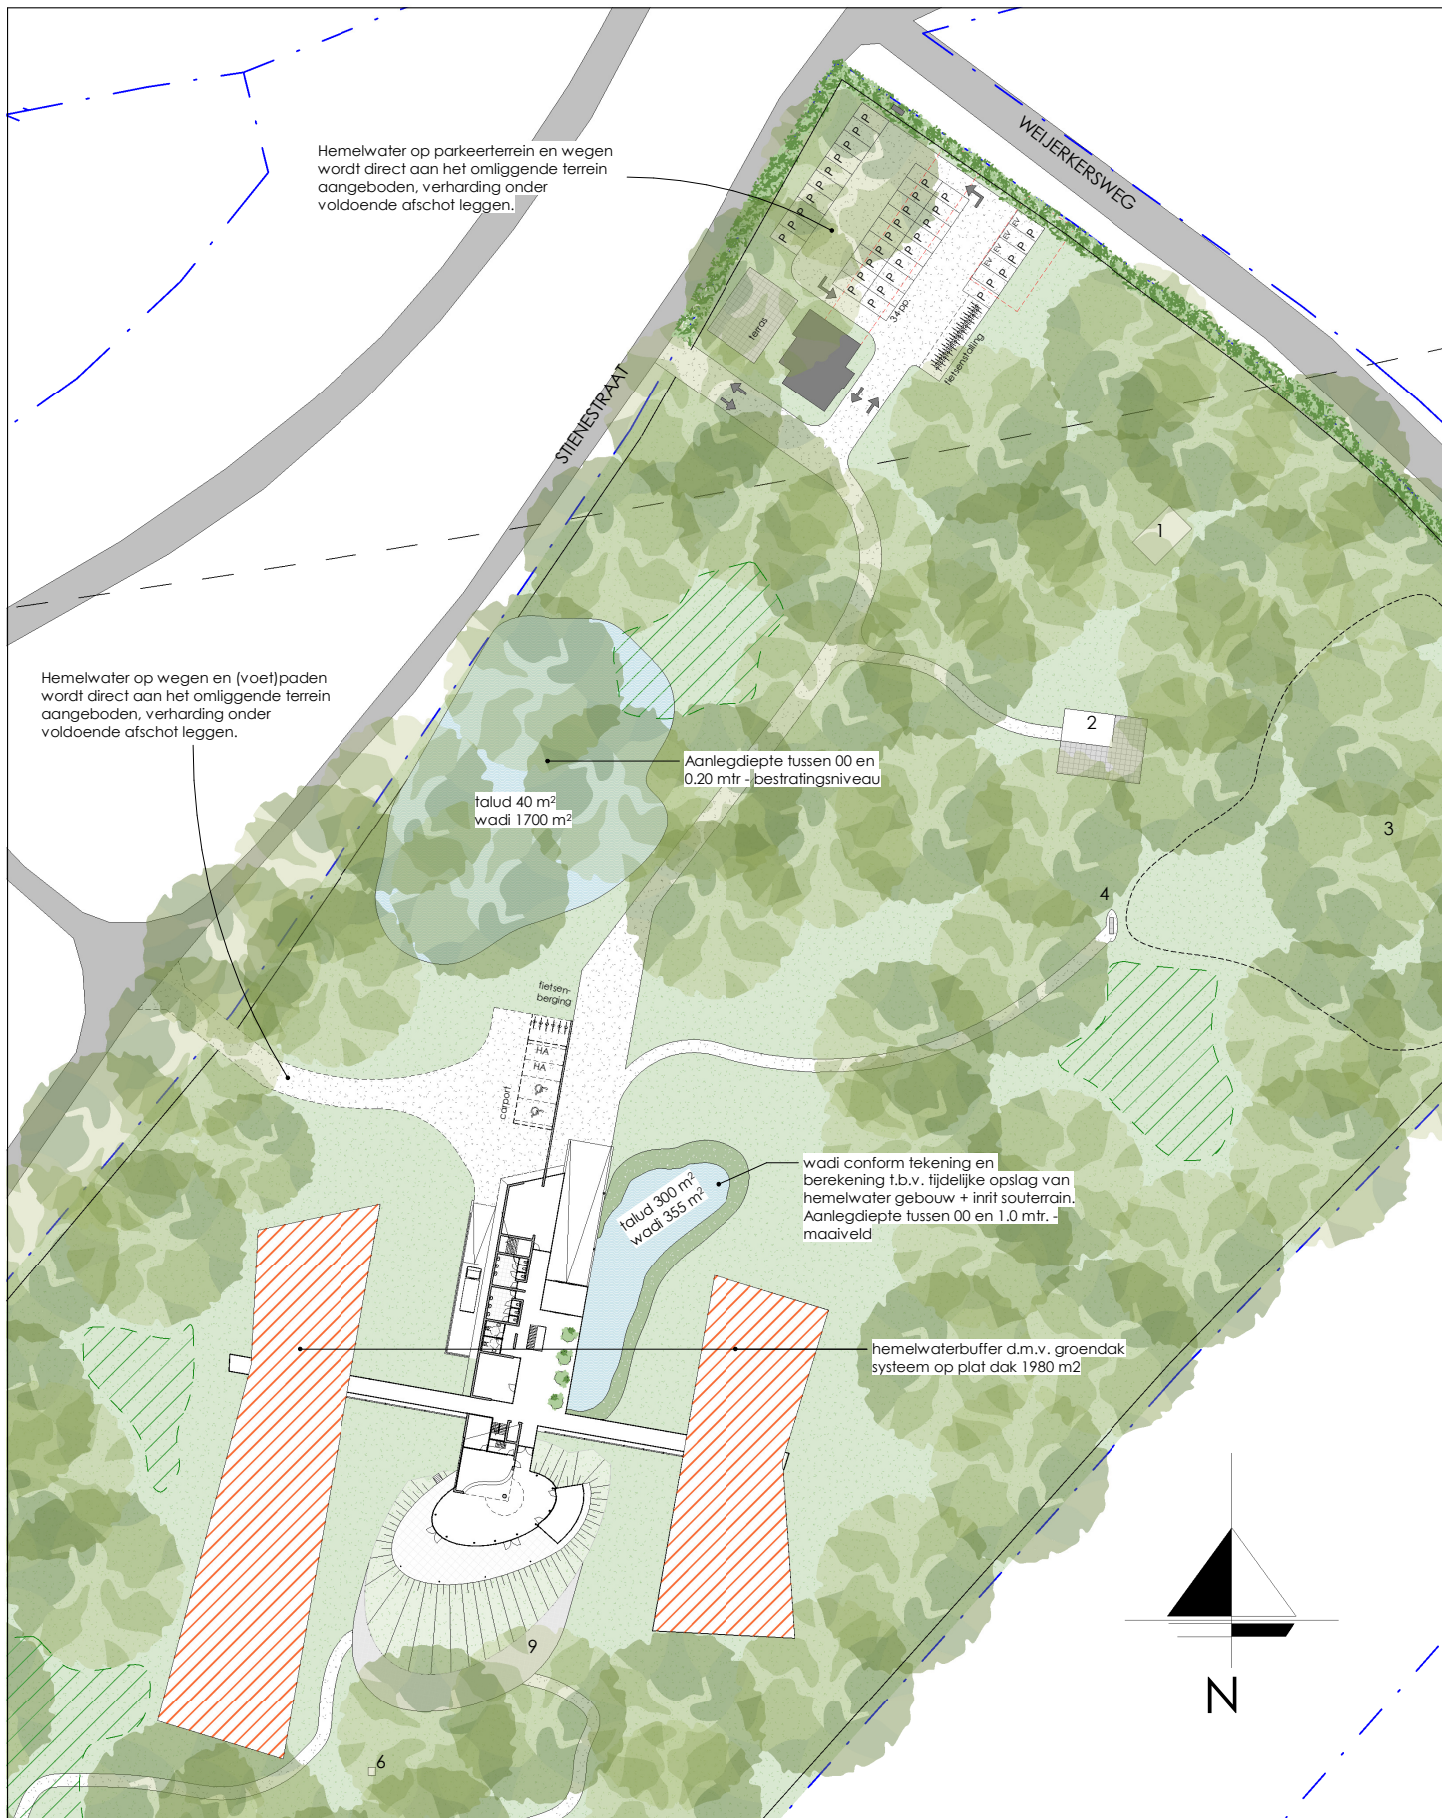 Hemelwater op parkeerterrein en wegen
wordt direct aan het omliggende terrein
aangeboden, verharding onder
voldoende afschot leggen.
WEIJERKERSWEG
P P P P P P P P P P
P P P P P P
P P P P P P P P
34 pp.
EV EV EV EV
P P P P P P
terras
fietsenstalling
STIENESTRAAT
1
Hemelwater op wegen en (voet)paden
wordt direct aan het omliggende terrein
aangeboden, verharding onder
voldoende afschot leggen.
2
Aanlegdiepte tussen 00 en
0.20 mtr - bestratingsniveau
talud 40 m²
wadi 1700 m²
3
4
fietsen-
berging
HA
HA
carport
wadi conform tekening en
berekening t.b.v. tijdelijke opslag van
hemelwater gebouw + inrit souterrain.
Aanlegdiepte tussen 00 en 1.0 mtr. -
maaiveld
talud 300 m²
wadi 355 m²
hemelwaterbuffer d.m.v. groendak
systeem op plat dak 1980 m2
9
N
6